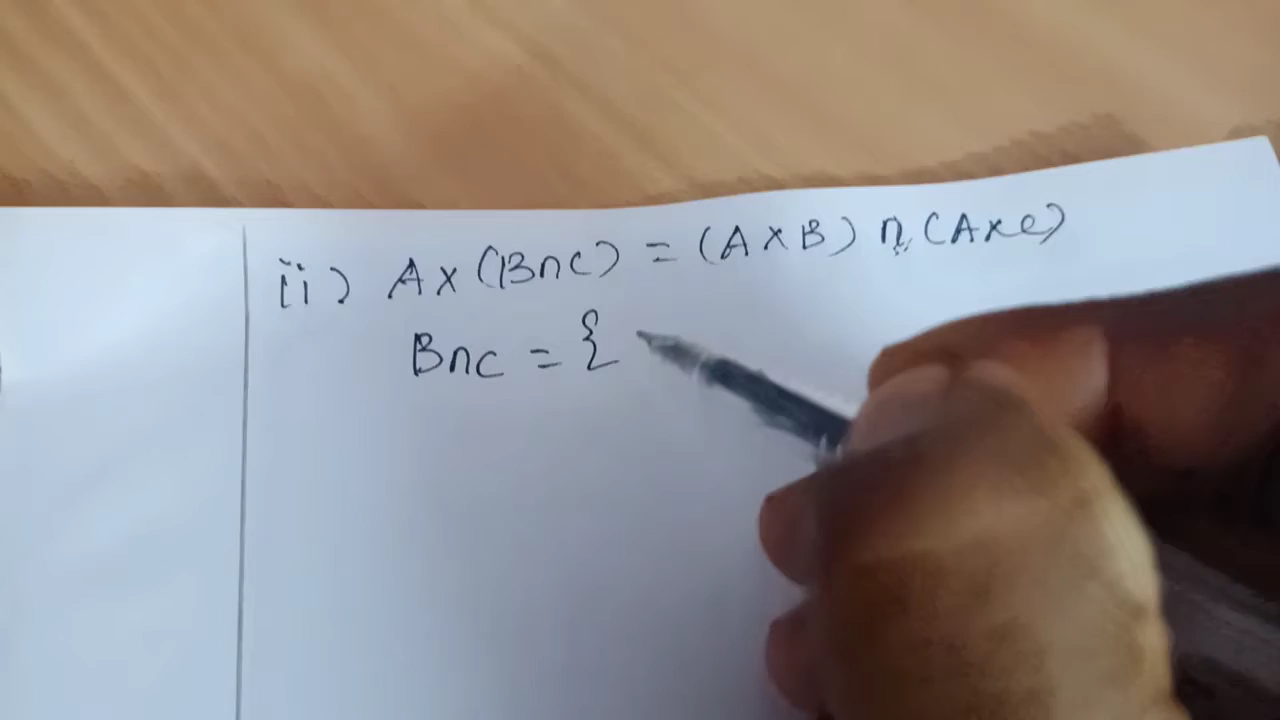 (ii) A × (B∩C) = (A × B) ∩ (A×C)
B∩C = {